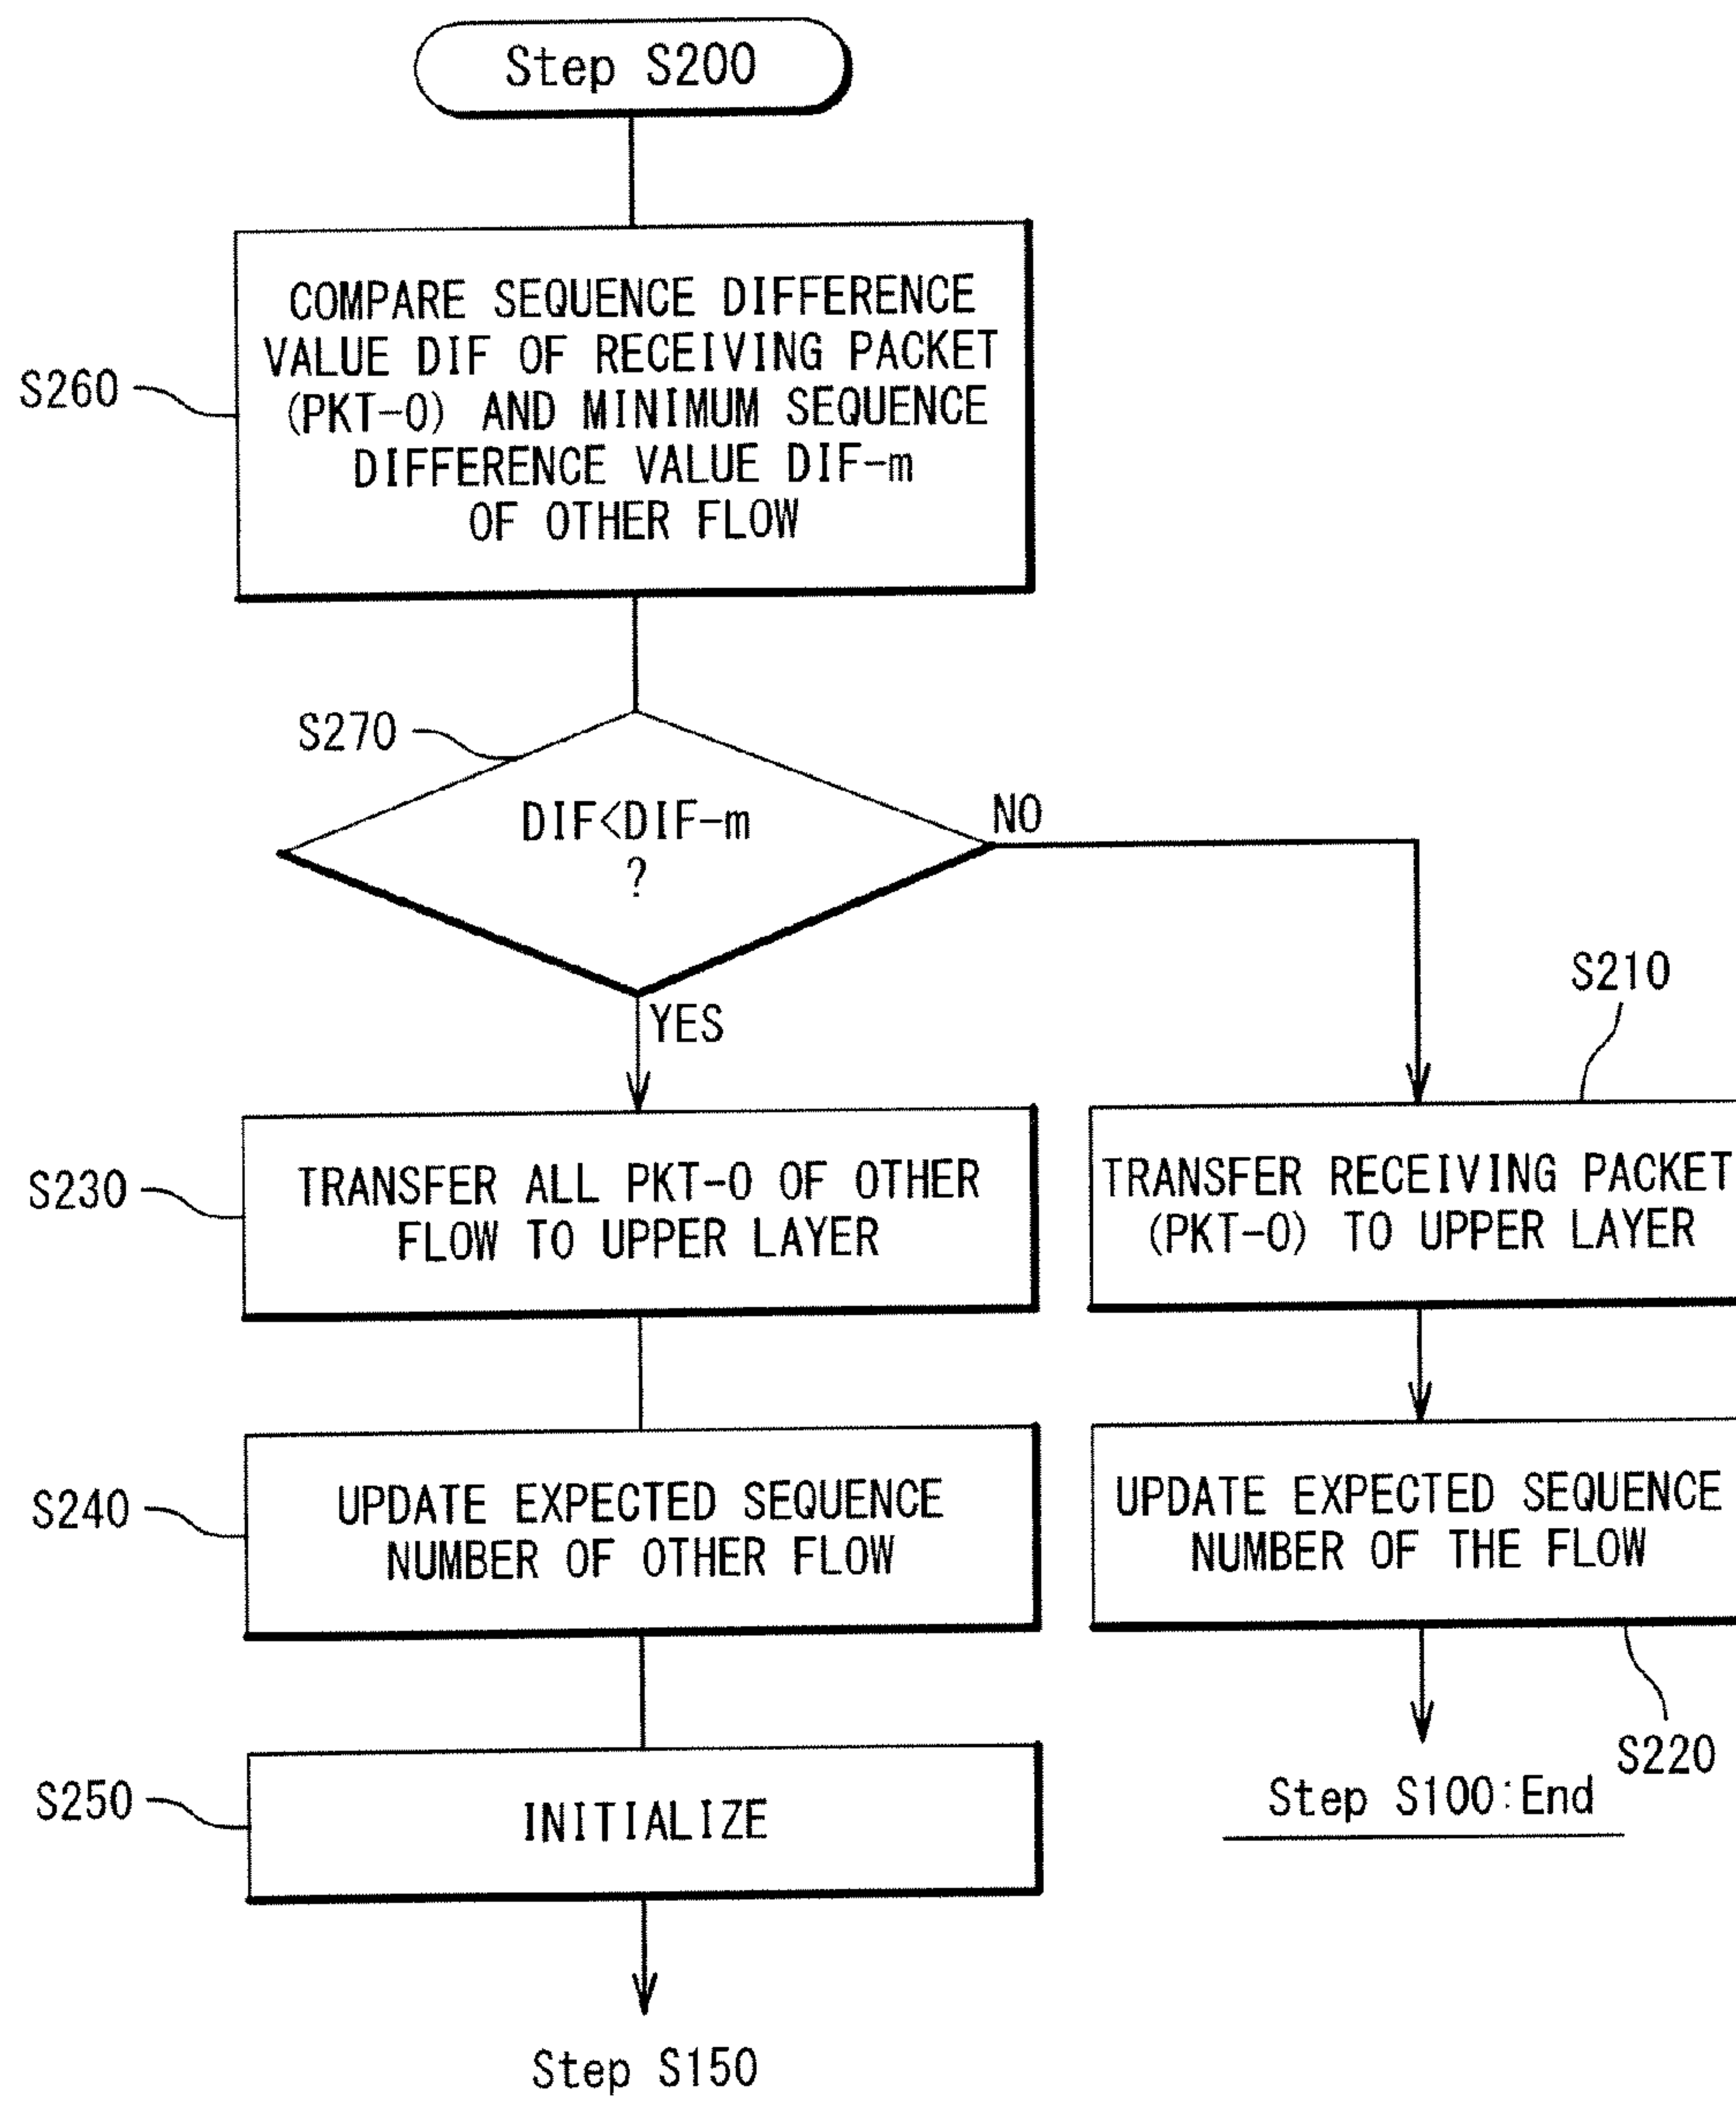 Step S200
S260
COMPARE SEQUENCE DIFFERENCE
VALUE DIF OF RECEIVING PACKET
(PKT-O) AND MINIMUM SEQUENCE
DIFFERENCE VALUE DIF-m
OF OTHER FLOW
S270
DIF<DIF-m
?
NO
YES
S230
TRANSFER ALL PKT-O OF OTHER
FLOW TO UPPER LAYER
S240
UPDATE EXPECTED SEQUENCE
NUMBER OF OTHER FLOW
S250
INITIALIZE
Step S150
S210
TRANSFER RECEIVING PACKET
(PKT-O) TO UPPER LAYER
UPDATE EXPECTED SEQUENCE
NUMBER OF THE FLOW
S220
Step S100:End